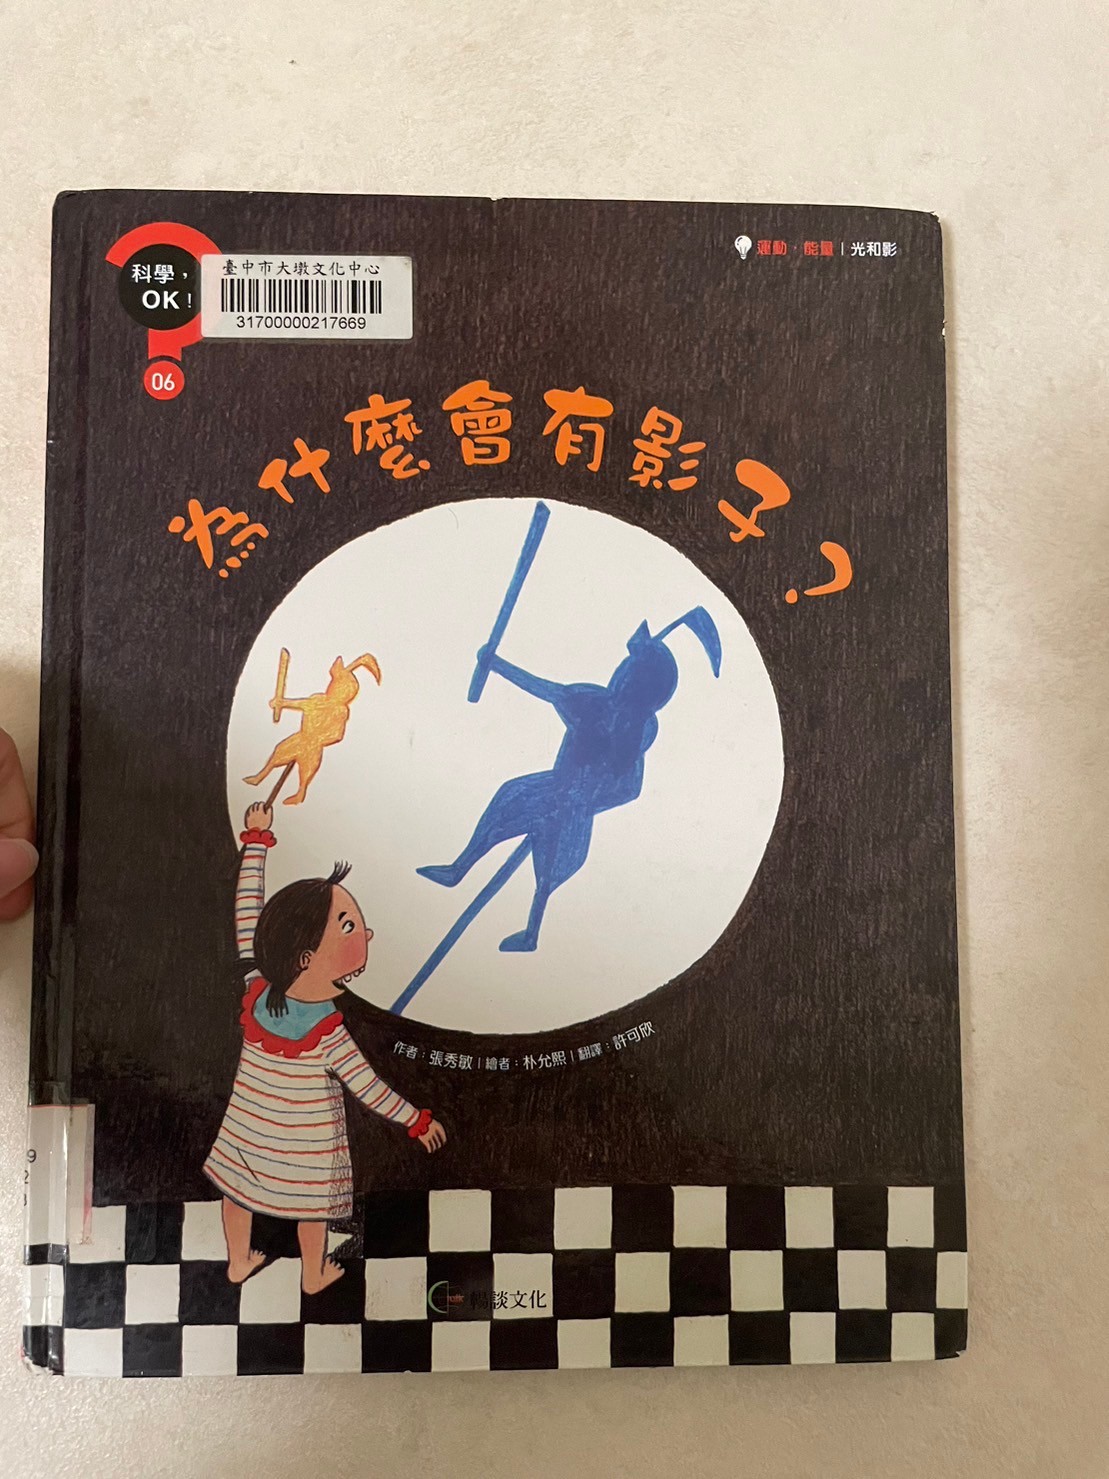 科學，
OK！
06
臺中市大墩文化中心
31700000217669
運動・能量｜光和影
為什麼會有影子？
作者：張秀敏｜繪者：朴允熙｜翻譯：許可欣
暢談文化
9
2